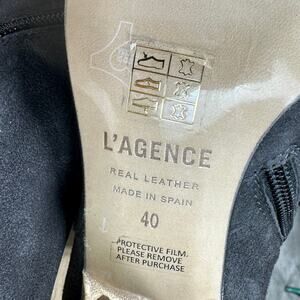 L'AGENCE
REAL LEATHER
MADE IN SPAIN
40
PROTECTIVE FILM.
PLEASE REMOVE
AFTER PURCHASE